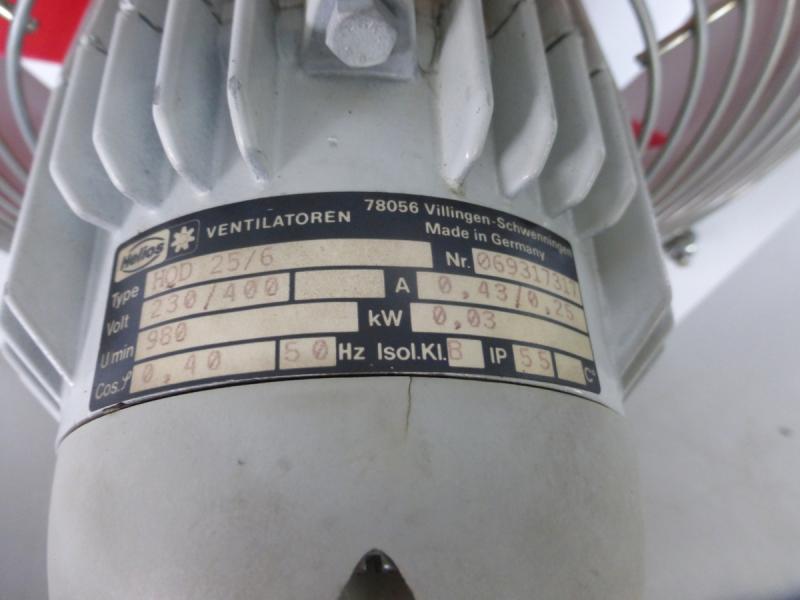 Helios VENTILATOREN 78056 Villingen-Schwenningen
Made in Germany
Type HQD 25/6 Nr. 069317317
Volt 230/400 A 0,43/0,25
U min 980 kW 0,03
Cos.φ 0,40 50 Hz Isol.Kl. B IP 55 C°